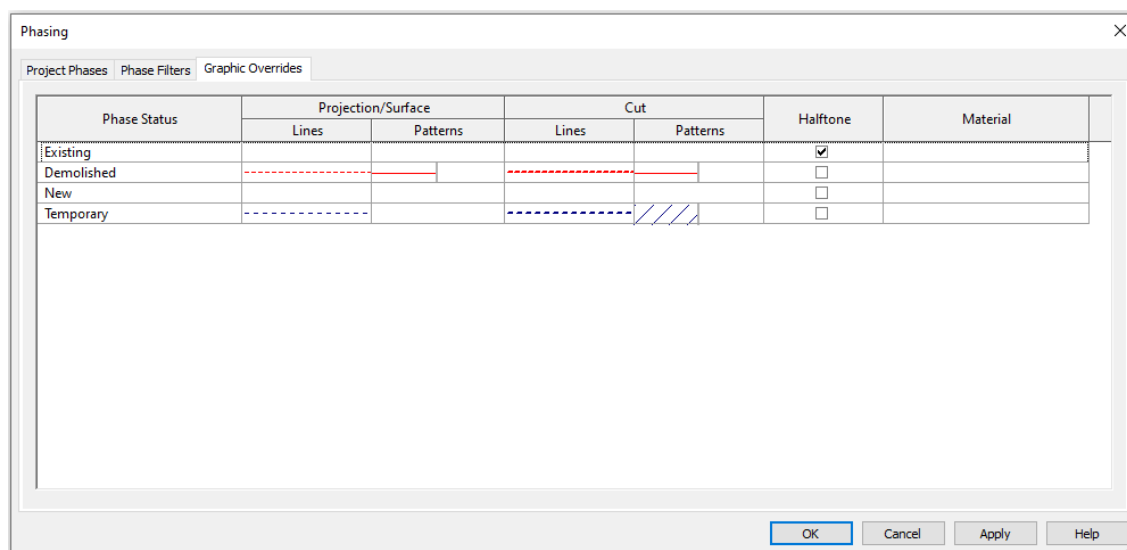 Phasing
Project Phases Phase Filters Graphic Overrides
Phase Status Projection/Surface Cut Halftone Material
Lines Patterns Lines Patterns
Existing
Demolished
New
Temporary
OK Cancel Apply Help